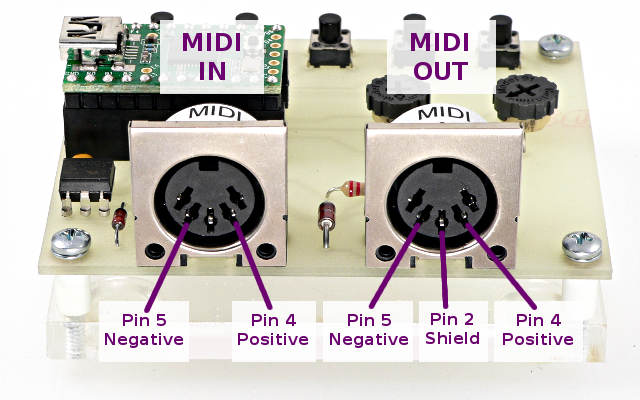 MIDI
IN
MIDI
OUT
MIDI
MIDI
Pin 5
Negative
Pin 4
Positive
Pin 5
Negative
Pin 2
Shield
Pin 4
Positive